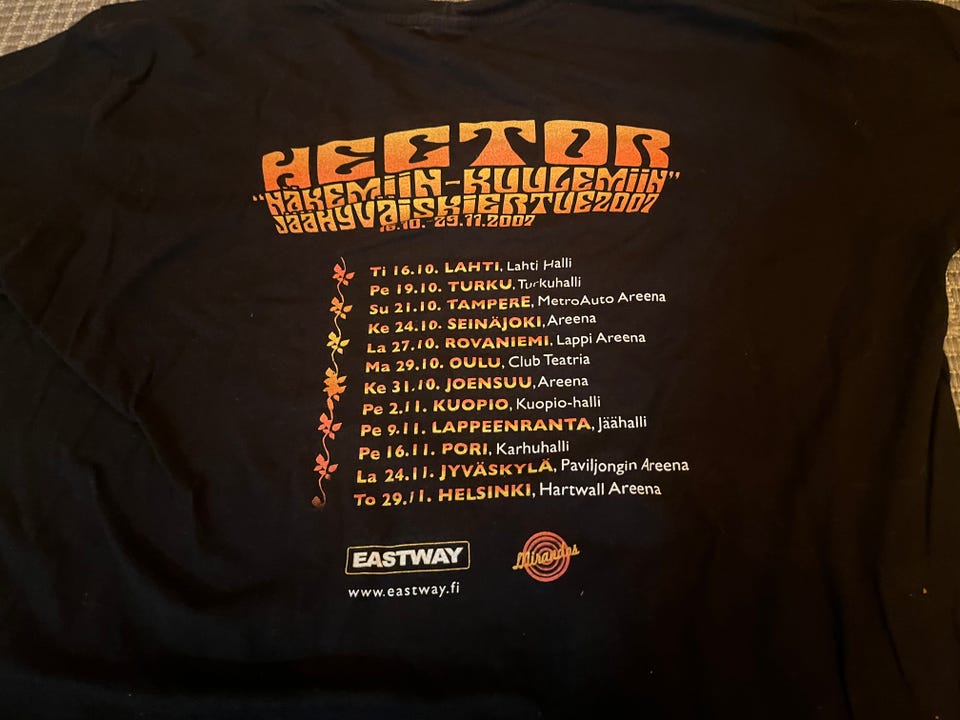 HECTOR
"NÄKEMIIN-KUULEMIIN"
JÄÄHYVÄISKIERTUE2007
16.10.-29.11.2007
Ti 16.10. LAHTI, Lahti Halli
Pe 19.10. TURKU, Turkuhalli
Su 21.10. TAMPERE, MetroAuto Areena
Ke 24.10. SEINÄJOKI, Areena
La 27.10. ROVANIEMI, Lappi Areena
Ma 29.10. OULU, Club Teatria
Ke 31.10. JOENSUU, Areena
Pe 2.11. KUOPIO, Kuopio-halli
Pe 9.11. LAPPEENRANTA, Jäähalli
Pe 16.11. PORI, Karhuhalli
La 24.11. JYVÄSKYLÄ, Paviljongin Areena
To 29.11. HELSINKI, Hartwall Areena
EASTWAY
Mirandos
www.eastway.fi